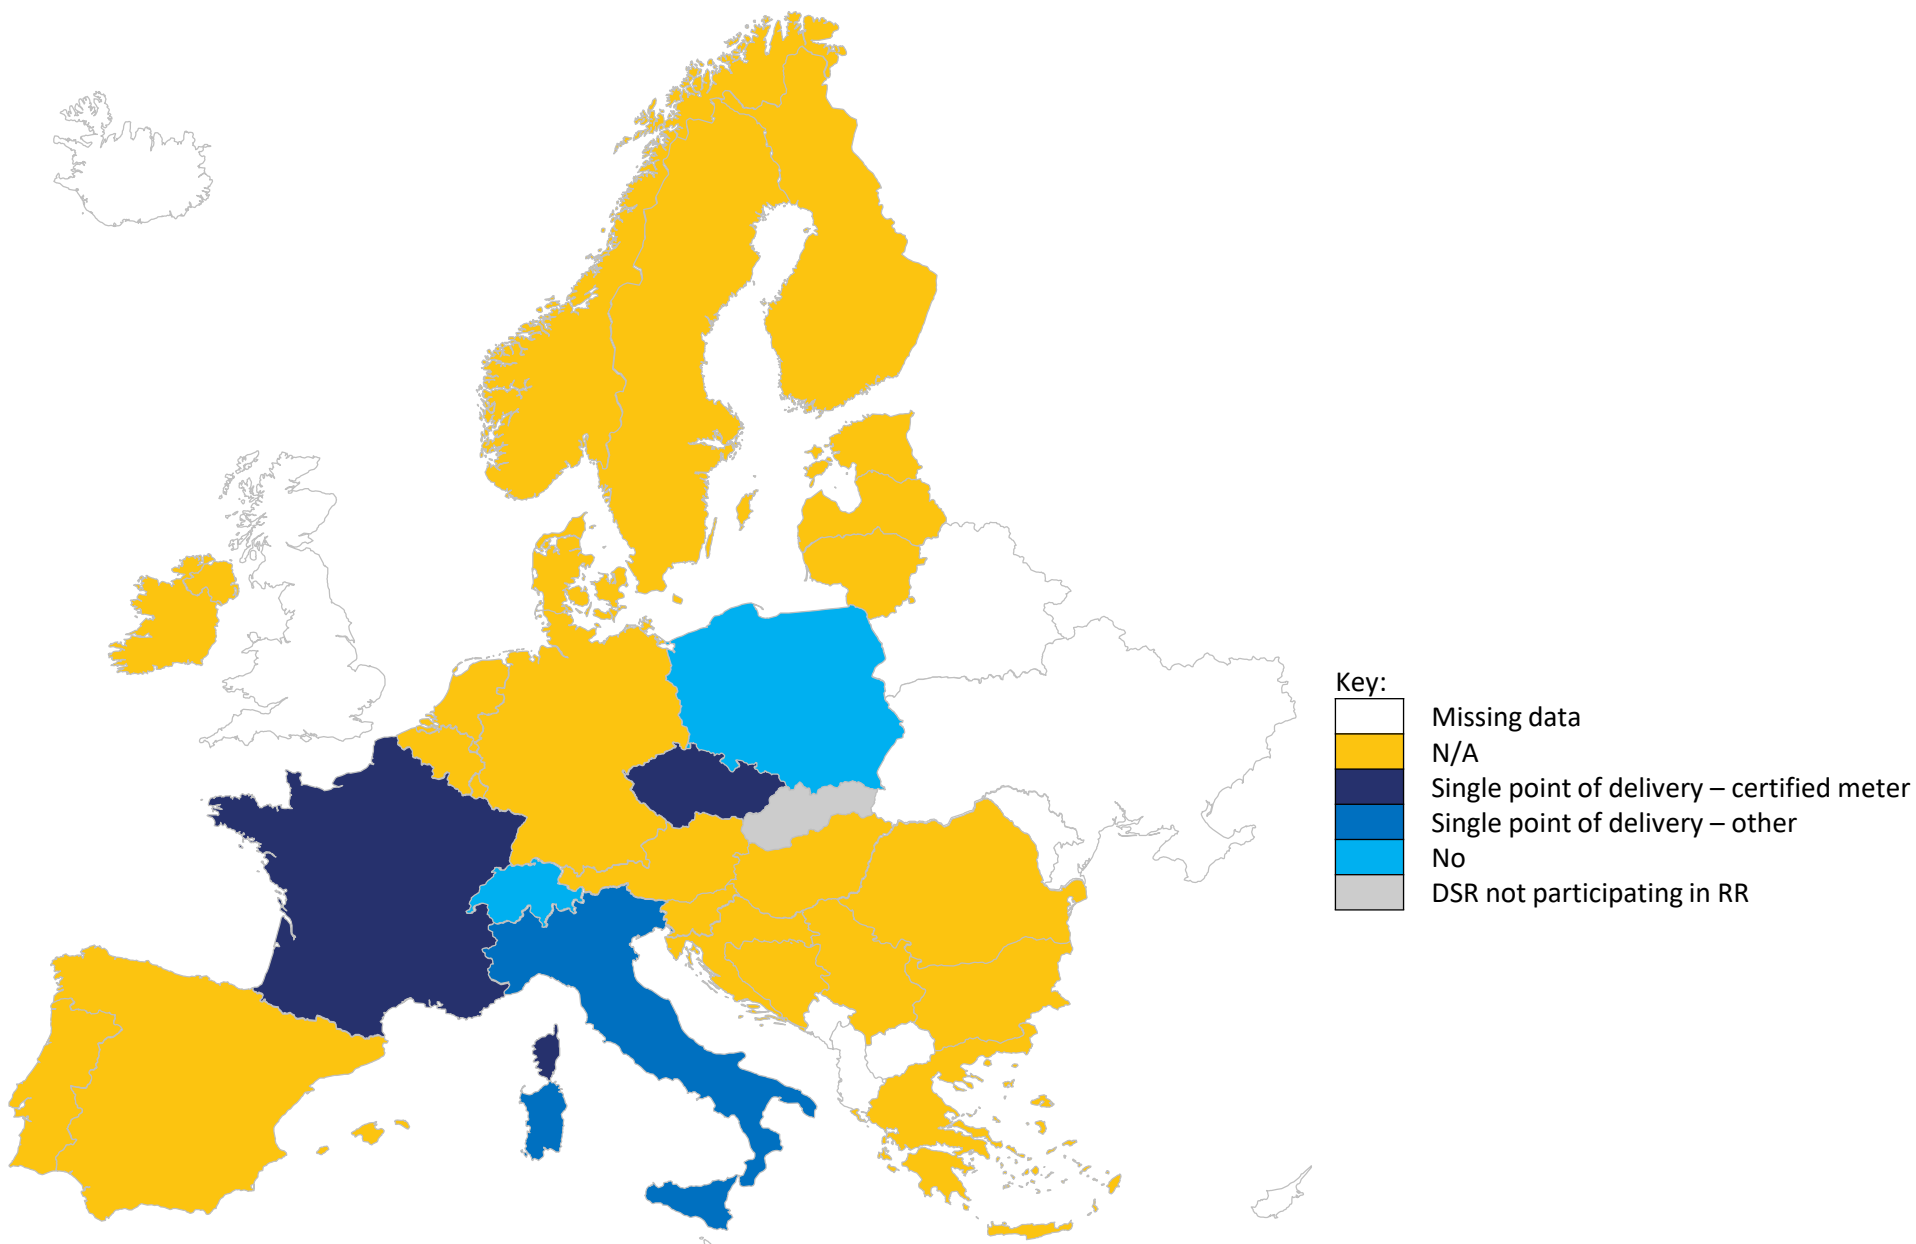 Key:
Missing data
N/A
Single point of delivery – certified meter
Single point of delivery – other
No
DSR not participating in RR